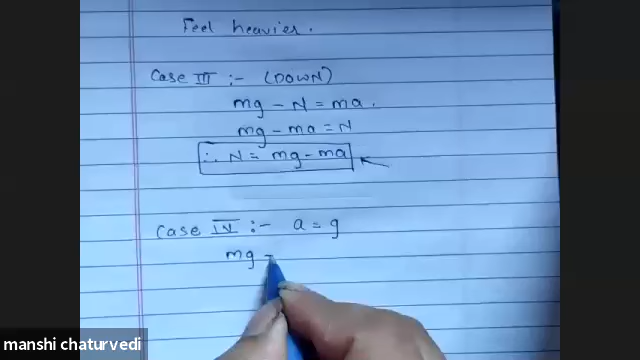 Feel heavier.
Case III :- (DOWN)
mg - N = ma.
mg - ma = N
∴ N = mg - ma
Case IV :- a = g
mg -
manshi chaturvedi